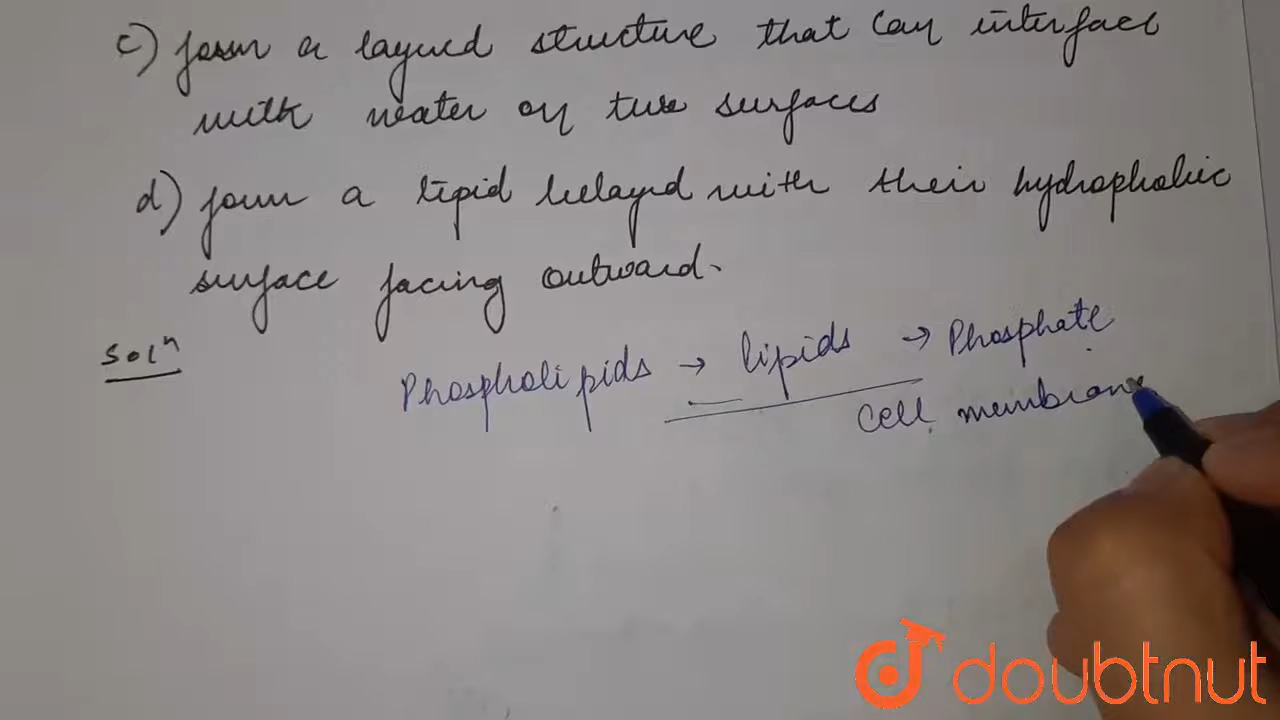 c) form a layered structure that can interface
with water on two surfaces
d) form a lipid belayrd with their hydrophobic
surface facing outward.
Solⁿ
Phospholipids → lipids → Phosphate
Cell membrane
doubtnut